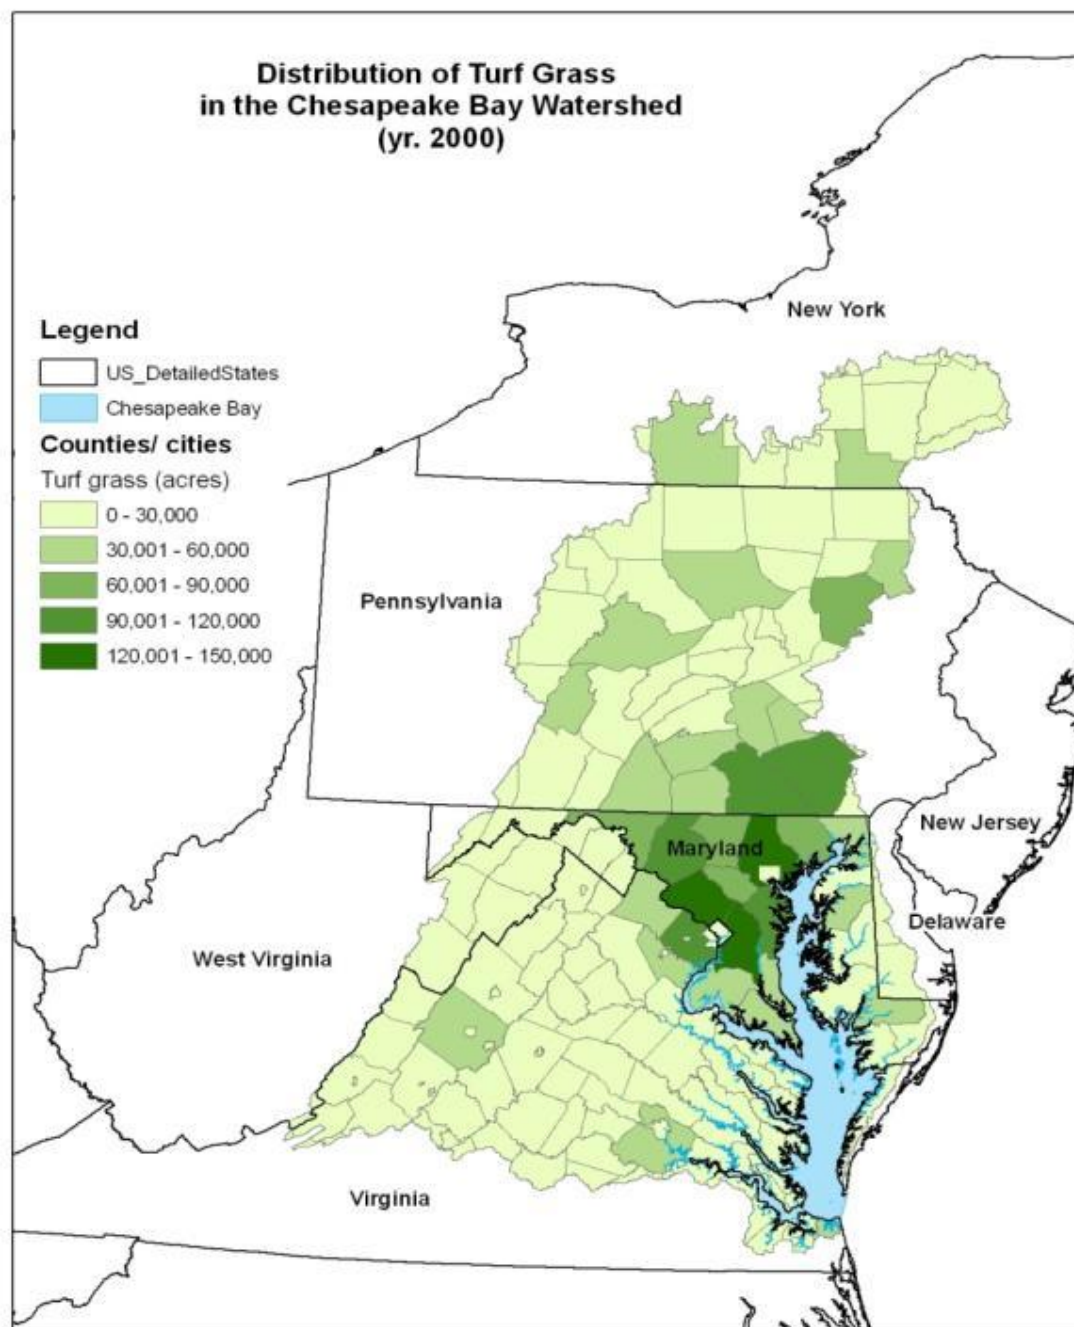 Distribution of Turf Grass
in the Chesapeake Bay Watershed
(yr. 2000)
New York
Legend
US_DetailedStates
Chesapeake Bay
Counties/ cities
Turf grass (acres)
0 - 30,000
30,001 - 60,000
60,001 - 90,000
90,001 - 120,000
120,001 - 150,000
Pennsylvania
New Jersey
Maryland
Delaware
West Virginia
Virginia